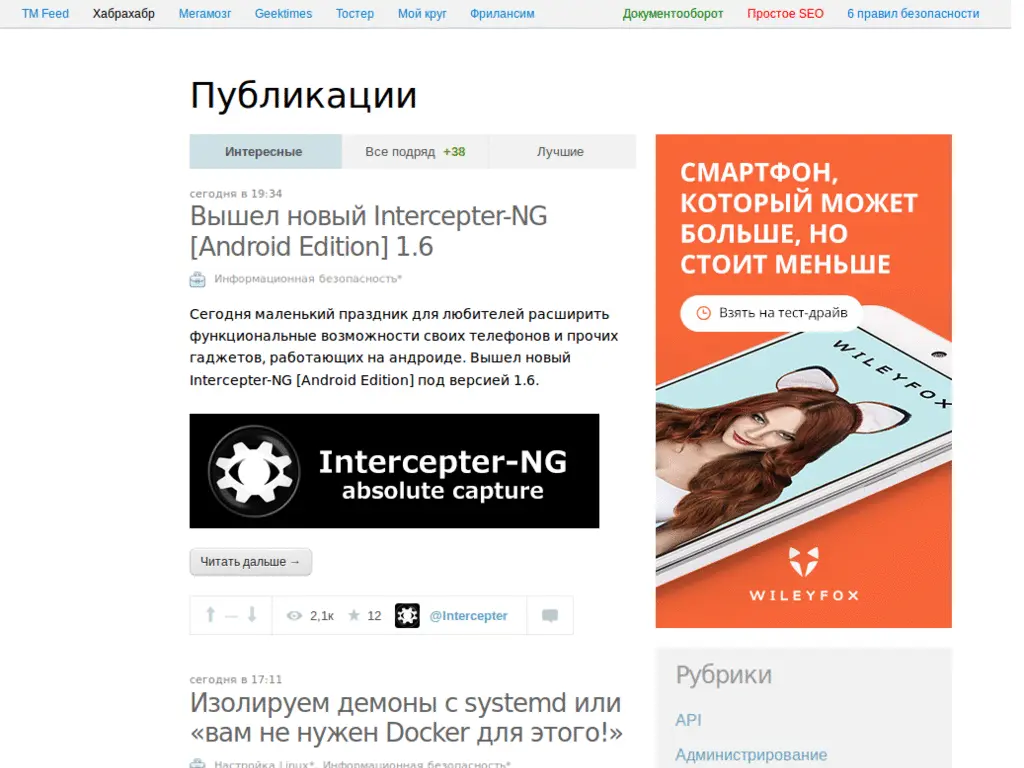 TM Feed Хабрахабр Мегамозг Geektimes Тостер Мой круг Фрилансим Документооборот Простое SEO 6 правил безопасности
Публикации
Интересные Все подряд +38 Лучшие
сегодня в 19:34
Вышел новый Intercepter-NG
[Android Edition] 1.6
Информационная безопасность*
Сегодня маленький праздник для любителей расширить
функциональные возможности своих телефонов и прочих
гаджетов, работающих на андроиде. Вышел новый
Intercepter-NG [Android Edition] под версией 1.6.
Intercepter-NG
absolute capture
Читать дальше →
— 2,1к 12 @Intercepter
сегодня в 17:11
Изолируем демоны с systemd или
«вам не нужен Docker для этого!»
Настройка Linux*, Информационная безопасность*
СМАРТФОН,
КОТОРЫЙ МОЖЕТ
БОЛЬШЕ, НО
СТОИТ МЕНЬШЕ
Взять на тест-драйв
WILEYFOX
WILEYFOX
Рубрики
API
Администрирование